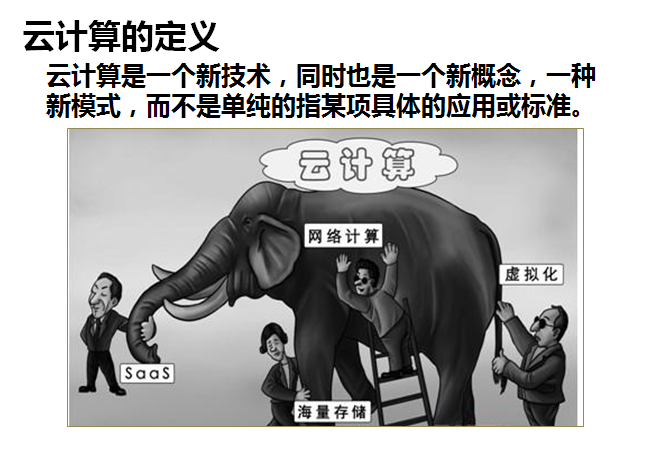 云计算的定义
云计算是一个新技术，同时也是一个新概念，一种
新模式，而不是单纯的指某项具体的应用或标准。
云计算
网络计算
虚拟化
SaaS
海量存储